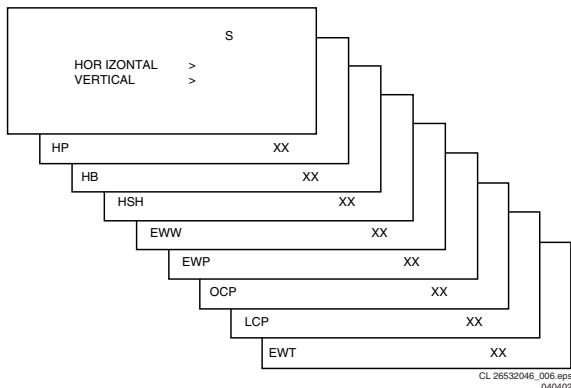 S
HOR IZONTAL >
VERTICAL >
HP XX
HB XX
HSH XX
EWW XX
EWP XX
OCP XX
LCP XX
EWT XX
CL 26532046_006.eps
040402